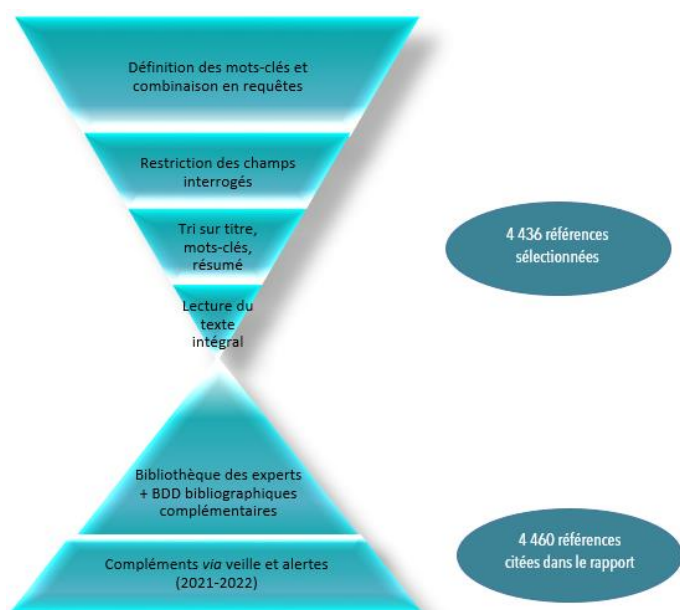 Définition des mots-clés et
combinaison en requêtes
Restriction des champs
interrogés
Tri sur titre,
mots-clés,
résumé
Lecture du
texte
intégral
4 436 références
sélectionnées
Bibliothèque des experts
+ BDD bibliographiques
complémentaires
Compléments via veille et alertes
(2021-2022)
4 460 références
citées dans le rapport